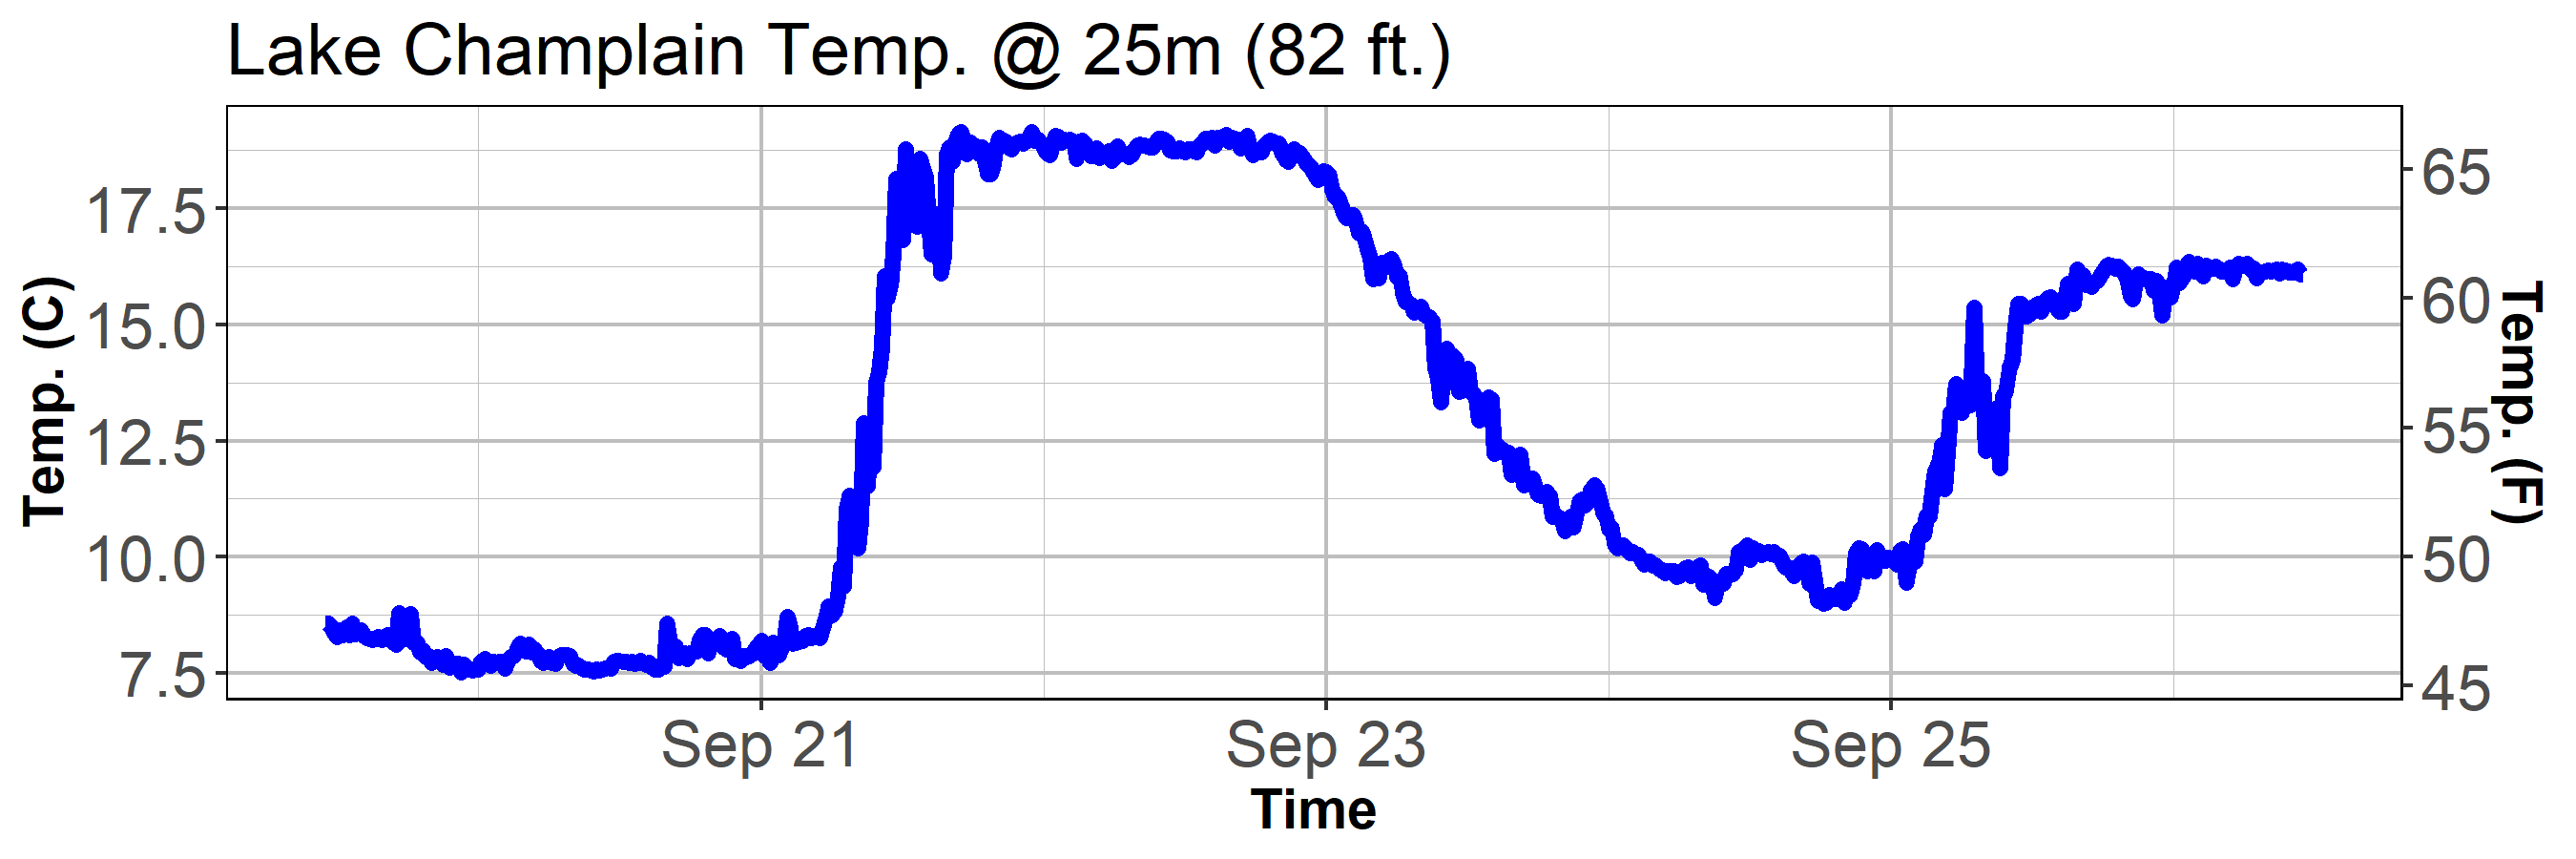 Lake Champlain Temp. @ 25m (82 ft.)
Temp. (C)
17.5
15.0
12.5
10.0
7.5
65
60
55
50
45
Temp. (F)
Sep 21
Sep 23
Sep 25
Time